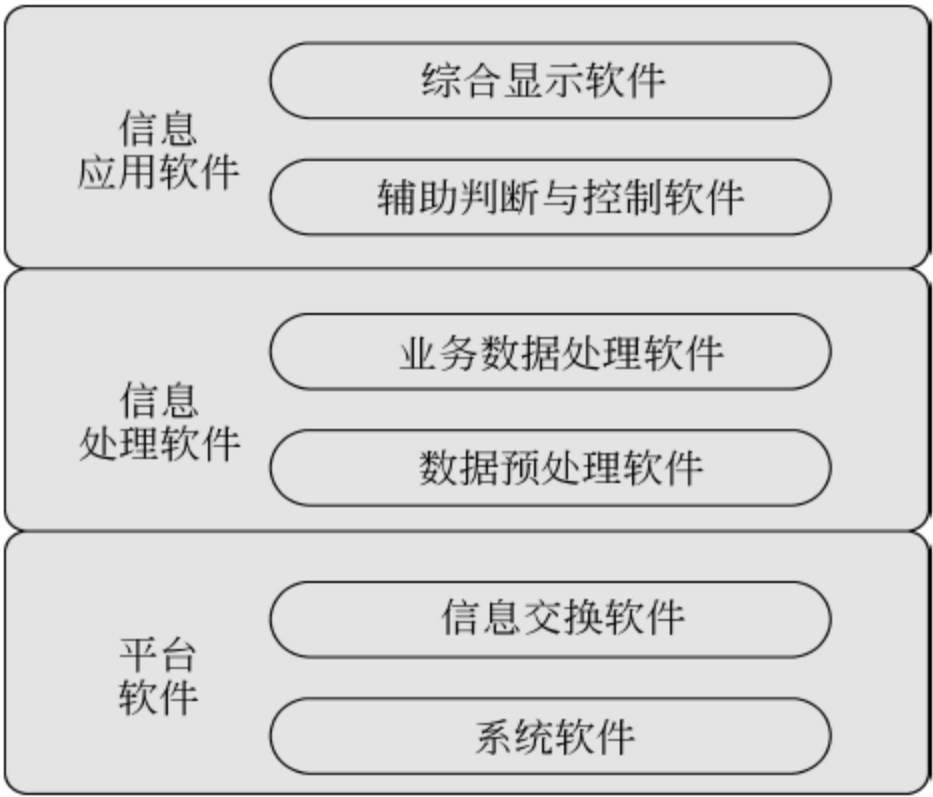 综合显示软件
信息
应用软件
辅助判断与控制软件
业务数据处理软件
信息
处理软件
数据预处理软件
信息交换软件
平台
软件
系统软件